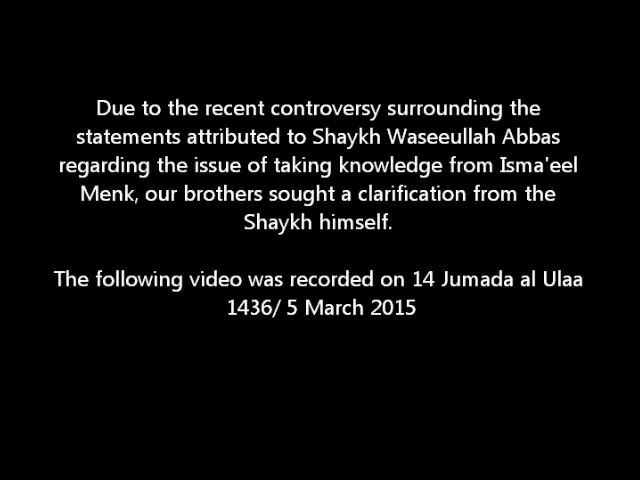 Due to the recent controversy surrounding the
statements attributed to Shaykh Waseeullah Abbas
regarding the issue of taking knowledge from Isma'eel
Menk, our brothers sought a clarification from the
Shaykh himself.
The following video was recorded on 14 Jumada al Ulaa
1436/ 5 March 2015